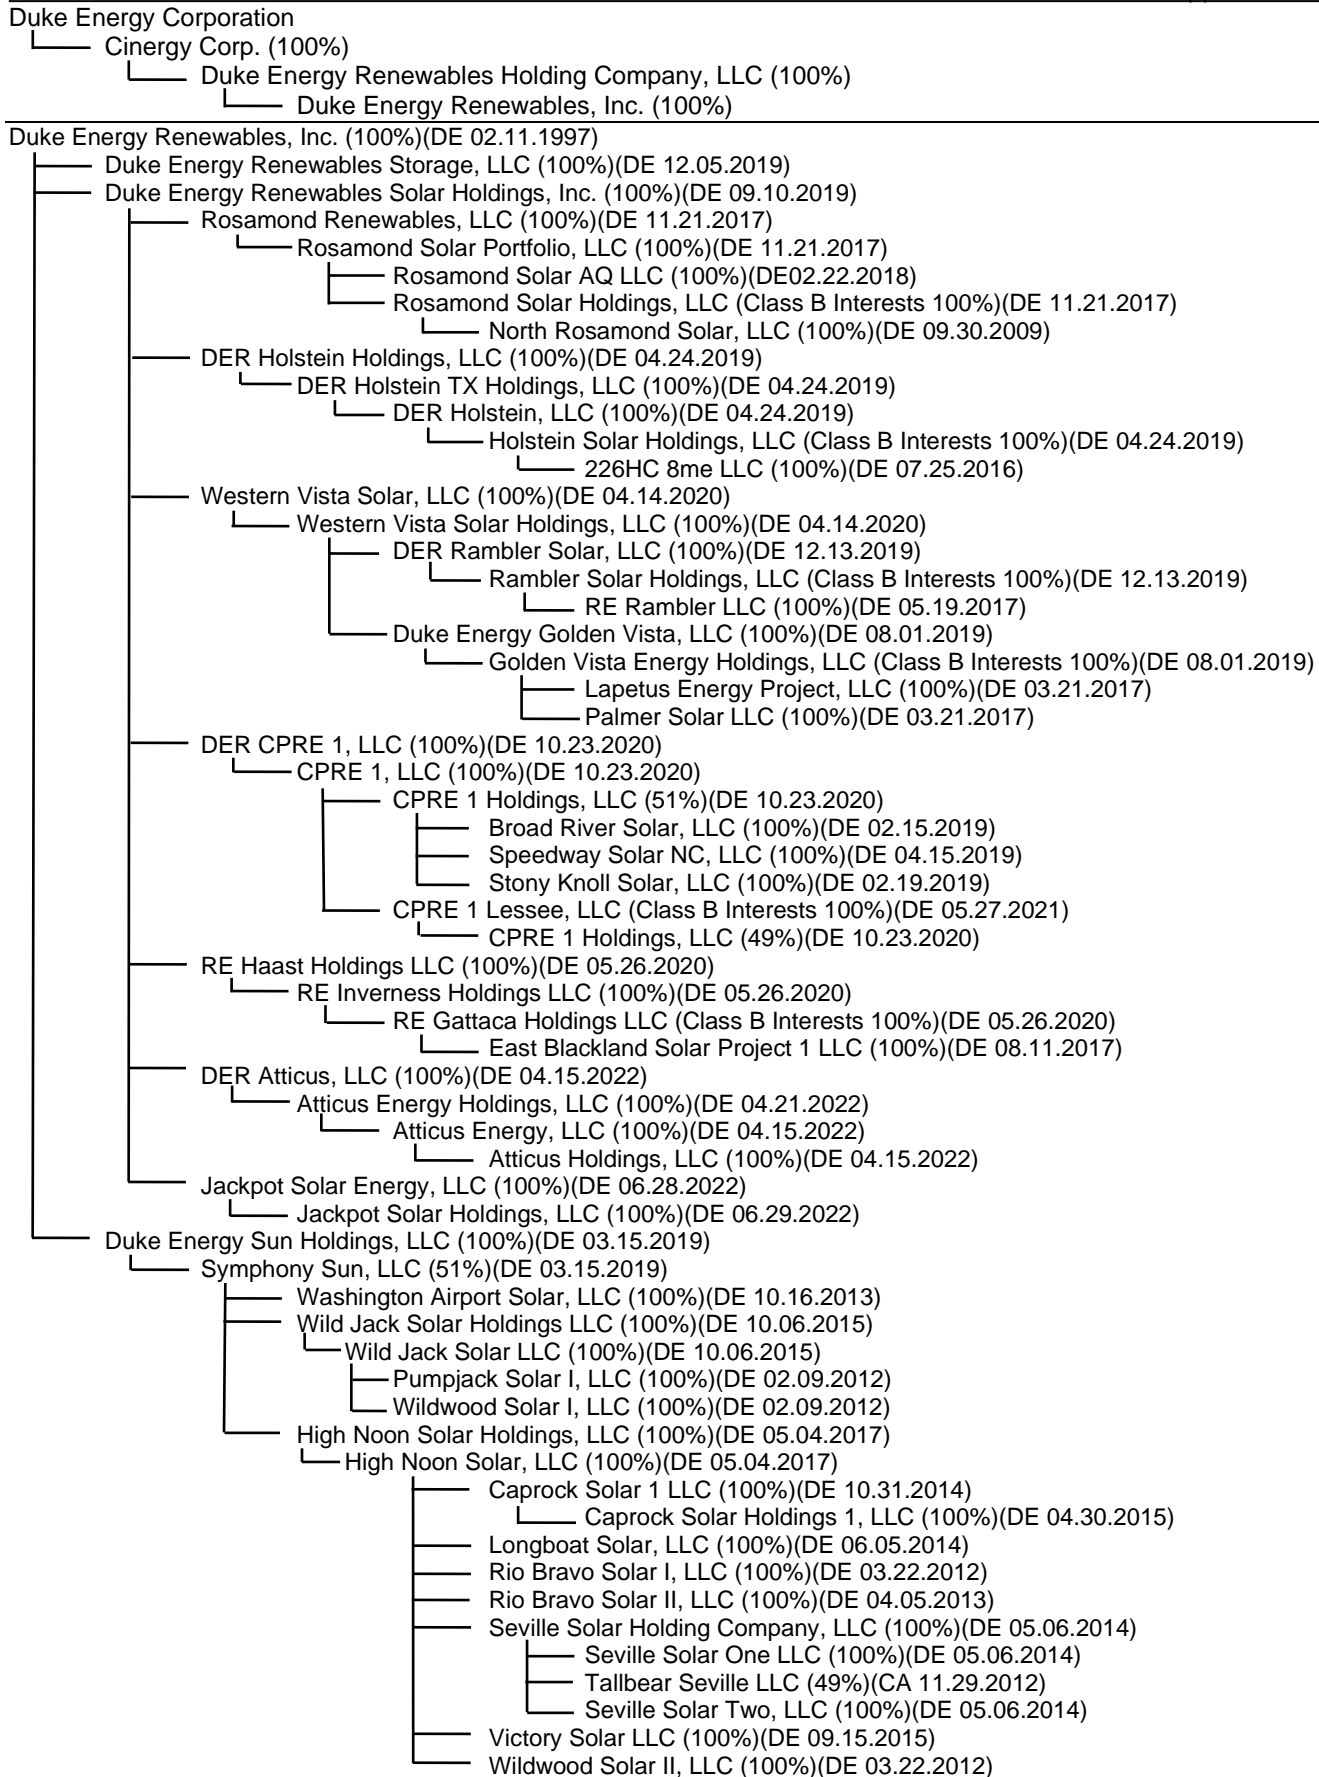 Duke Energy Corporation
Cinergy Corp. (100%)
Duke Energy Renewables Holding Company, LLC (100%)
Duke Energy Renewables, Inc. (100%)
Duke Energy Renewables, Inc. (100%)(DE 02.11.1997)
Duke Energy Renewables Storage, LLC (100%)(DE 12.05.2019)
Duke Energy Renewables Solar Holdings, Inc. (100%)(DE 09.10.2019)
Rosamond Renewables, LLC (100%)(DE 11.21.2017)
Rosamond Solar Portfolio, LLC (100%)(DE 11.21.2017)
Rosamond Solar AQ LLC (100%)(DE02.22.2018)
Rosamond Solar Holdings, LLC (Class B Interests 100%)(DE 11.21.2017)
North Rosamond Solar, LLC (100%)(DE 09.30.2009)
DER Holstein Holdings, LLC (100%)(DE 04.24.2019)
DER Holstein TX Holdings, LLC (100%)(DE 04.24.2019)
DER Holstein, LLC (100%)(DE 04.24.2019)
Holstein Solar Holdings, LLC (Class B Interests 100%)(DE 04.24.2019)
226HC 8me LLC (100%)(DE 07.25.2016)
Western Vista Solar, LLC (100%)(DE 04.14.2020)
Western Vista Solar Holdings, LLC (100%)(DE 04.14.2020)
DER Rambler Solar, LLC (100%)(DE 12.13.2019)
Rambler Solar Holdings, LLC (Class B Interests 100%)(DE 12.13.2019)
RE Rambler LLC (100%)(DE 05.19.2017)
Duke Energy Golden Vista, LLC (100%)(DE 08.01.2019)
Golden Vista Energy Holdings, LLC (Class B Interests 100%)(DE 08.01.2019)
Lapetus Energy Project, LLC (100%)(DE 03.21.2017)
Palmer Solar LLC (100%)(DE 03.21.2017)
DER CPRE 1, LLC (100%)(DE 10.23.2020)
CPRE 1, LLC (100%)(DE 10.23.2020)
CPRE 1 Holdings, LLC (51%)(DE 10.23.2020)
Broad River Solar, LLC (100%)(DE 02.15.2019)
Speedway Solar NC, LLC (100%)(DE 04.15.2019)
Stony Knoll Solar, LLC (100%)(DE 02.19.2019)
CPRE 1 Lessee, LLC (Class B Interests 100%)(DE 05.27.2021)
CPRE 1 Holdings, LLC (49%)(DE 10.23.2020)
RE Haast Holdings LLC (100%)(DE 05.26.2020)
RE Inverness Holdings LLC (100%)(DE 05.26.2020)
RE Gattaca Holdings LLC (Class B Interests 100%)(DE 05.26.2020)
East Blackland Solar Project 1 LLC (100%)(DE 08.11.2017)
DER Atticus, LLC (100%)(DE 04.15.2022)
Atticus Energy Holdings, LLC (100%)(DE 04.21.2022)
Atticus Energy, LLC (100%)(DE 04.15.2022)
Atticus Holdings, LLC (100%)(DE 04.15.2022)
Jackpot Solar Energy, LLC (100%)(DE 06.28.2022)
Jackpot Solar Holdings, LLC (100%)(DE 06.29.2022)
Duke Energy Sun Holdings, LLC (100%)(DE 03.15.2019)
Symphony Sun, LLC (51%)(DE 03.15.2019)
Washington Airport Solar, LLC (100%)(DE 10.16.2013)
Wild Jack Solar Holdings LLC (100%)(DE 10.06.2015)
Wild Jack Solar LLC (100%)(DE 10.06.2015)
Pumpjack Solar I, LLC (100%)(DE 02.09.2012)
Wildwood Solar I, LLC (100%)(DE 02.09.2012)
High Noon Solar Holdings, LLC (100%)(DE 05.04.2017)
High Noon Solar, LLC (100%)(DE 05.04.2017)
Caprock Solar 1 LLC (100%)(DE 10.31.2014)
Caprock Solar Holdings 1, LLC (100%)(DE 04.30.2015)
Longboat Solar, LLC (100%)(DE 06.05.2014)
Rio Bravo Solar I, LLC (100%)(DE 03.22.2012)
Rio Bravo Solar II, LLC (100%)(DE 04.05.2013)
Seville Solar Holding Company, LLC (100%)(DE 05.06.2014)
Seville Solar One LLC (100%)(DE 05.06.2014)
Tallbear Seville LLC (49%)(CA 11.29.2012)
Seville Solar Two, LLC (100%)(DE 05.06.2014)
Victory Solar LLC (100%)(DE 09.15.2015)
Wildwood Solar II, LLC (100%)(DE 03.22.2012)